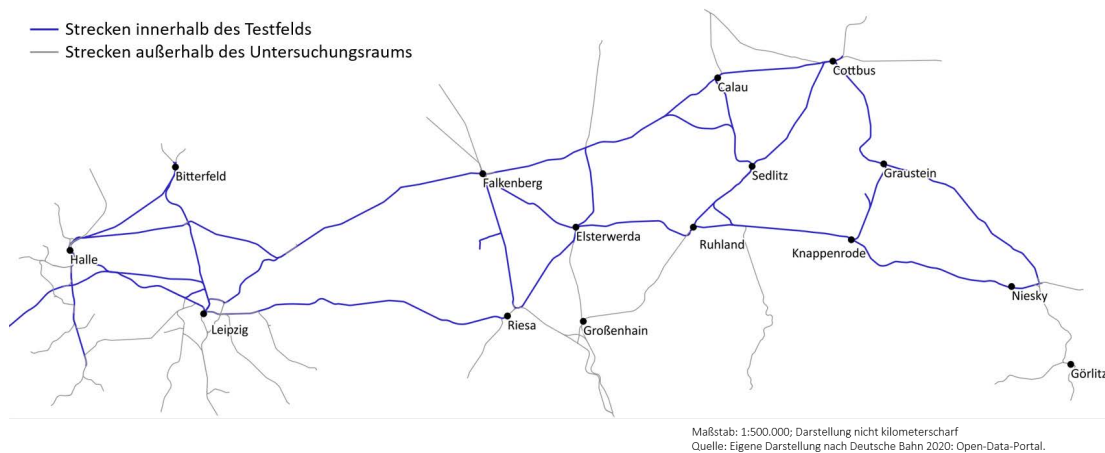 Strecken innerhalb des Testfelds
Strecken außerhalb des Untersuchungsraums
Cottbus
Calau
Bitterfeld
Falkenberg
Sedlitz
Graustein
Elsterwerda
Ruhland
Knappenrode
Halle
Niesky
Leipzig
Riesa
Großenhain
Görlitz
Maßstab: 1:500.000; Darstellung nicht kilometerscharf
Quelle: Eigene Darstellung nach Deutsche Bahn 2020: Open-Data-Portal.